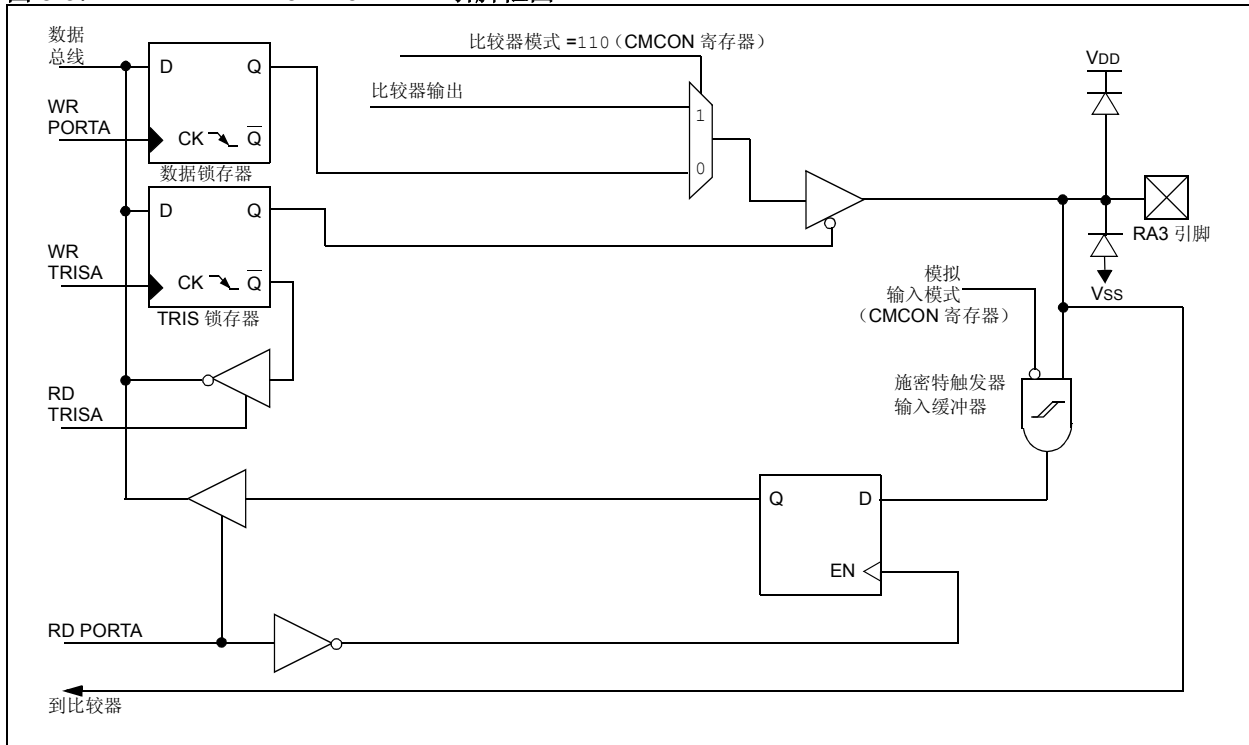 数据
总线
D Q
WR
PORTA
CK Q
数据锁存器
比较器模式 =110（CMCON 寄存器）
比较器输出
1
0
VDD
RA3 引脚
VSS
D Q
WR
TRISA
CK Q
TRIS 锁存器
模拟
输入模式
（CMCON 寄存器）
RD
TRISA
施密特触发器
输入缓冲器
Q D
EN
RD PORTA
到比较器